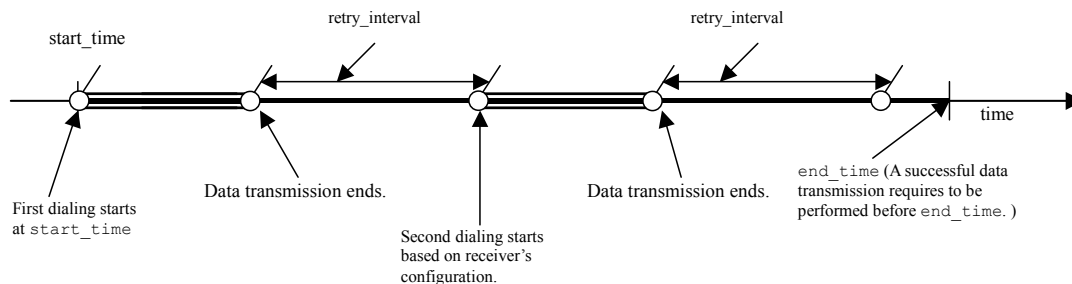 retry_interval
retry_interval
start_time
time
Data transmission ends.
Data transmission ends.
end_time (A successful data
transmission requires to be
performed before end_time. )
First dialing starts
at start_time
Second dialing starts
based on receiver's
configuration.